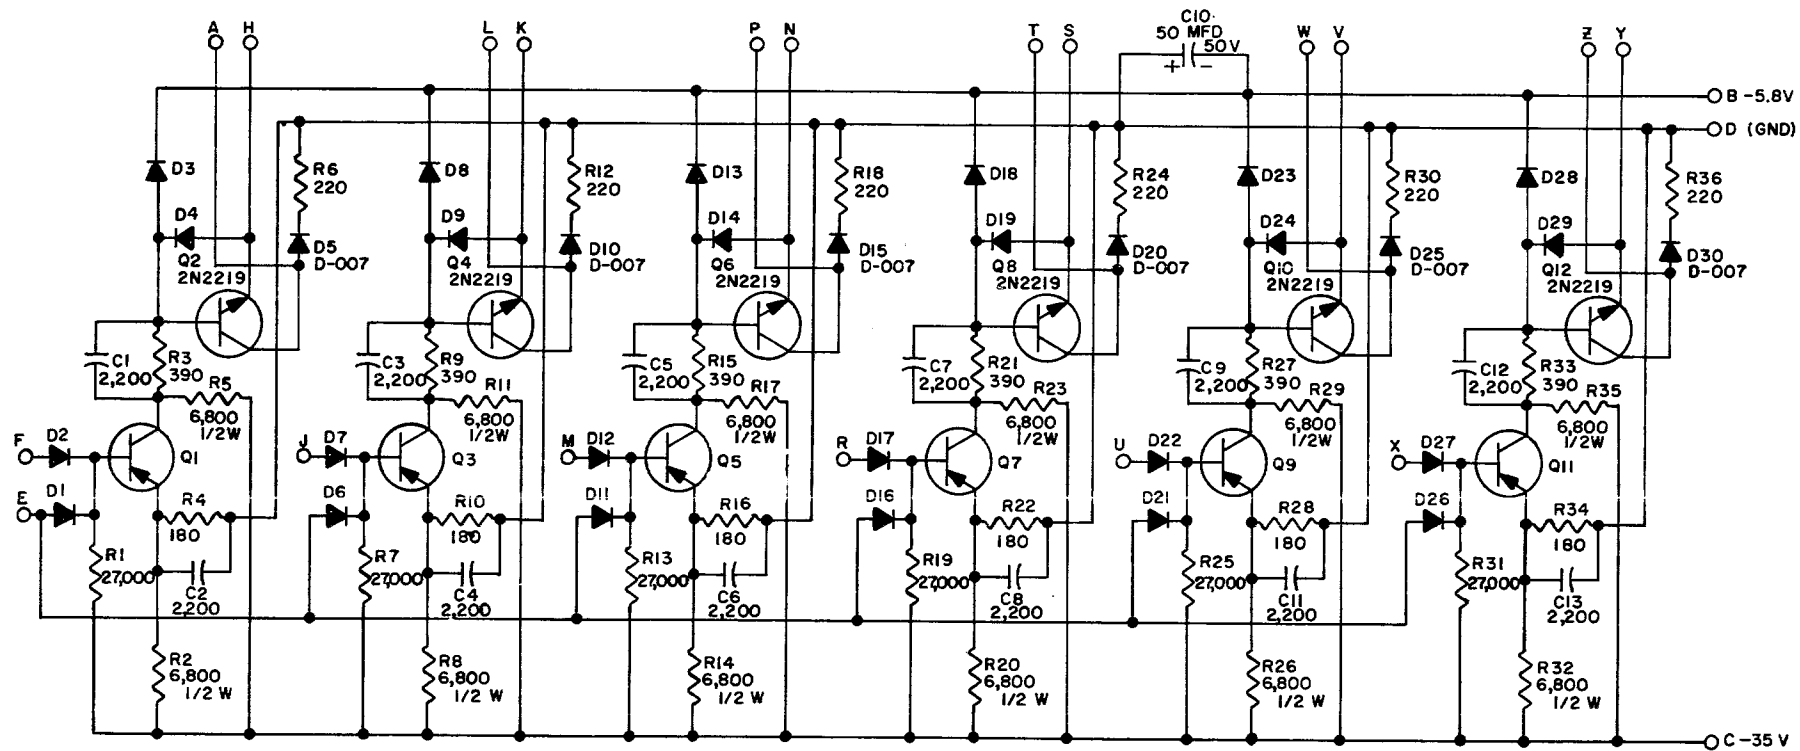 A H L K P N T S W V Z Y
C10
50 MFD
50V
+ -
B -5.8V
D (GND)
D3 D8 D13 D18 D23 D28
R6
220
R12
220
R18
220
R24
220
R30
220
R36
220
D4 D9 D14 D19 D24 D29
D5
D-007
D10
D-007
D15
D-007
D20
D-007
D25
D-007
D30
D-007
Q2
2N2219
Q4
2N2219
Q6
2N2219
Q8
2N2219
Q10
2N2219
Q12
2N2219
C1
2,200
R3
390
R5
6,800
1/2W
C3
2,200
R9
390
R11
6,800
1/2W
C5
2,200
R15
390
R17
6,800
1/2W
C7
2,200
R21
390
R23
6,800
1/2W
C9
2,200
R27
390
R29
6,800
1/2W
C12
2,200
R33
390
R35
6,800
1/2W
F D2 Q1
J D7 Q3
M D12 Q5
R D17 Q7
U D22 Q9
X D27 Q11
E D1
D6 D11 D16 D21 D26
R4
180
R10
180
R16
180
R22
180
R28
180
R34
180
R1
27,000
C2
2,200
R7
27,000
C4
2,200
R13
27,000
C6
2,200
R19
27,000
C8
2,200
R25
27,000
C11
2,200
R31
27,000
C13
2,200
R2
6,800
1/2 W
R8
6,800
1/2 W
R14
6,800
1/2 W
R20
6,800
1/2 W
R26
6,800
1/2 W
R32
6,800
1/2 W
C -35 V